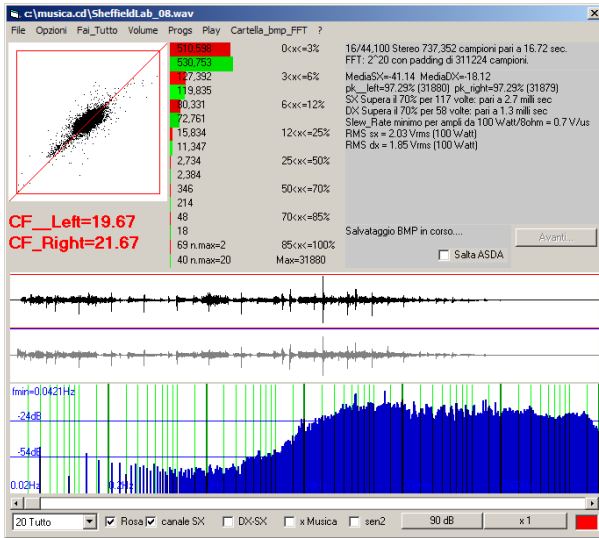 c:\musica.cd\SheffieldLab_08.wav
File Opzioni Fai_Tutto Volume Progs Play Cartella_bmp_FFT ?
510,598 0<x<=3%
530,753
127,392 3<x<=6%
119,835
80,331 6<x<=12%
72,761
15,834 12<x<=25%
11,347
2,734 25<x<=50%
2,384
346 50<x<=70%
214
48 70<x<=85%
18
69 n.max=2 85<x<=100%
40 n.max=20 Max=31880
16/44,100 Stereo 737,352 campioni pari a 16.72 sec.
FFT: 2^20 con padding di 311224 campioni.
MediaSX=-41.14 MediaDX=-18.12
pk__left=97.29% (31880) pk_right=97.29% (31879)
SX Supera il 70% per 117 volte: pari a 2.7 milli sec
DX Supera il 70% per 58 volte: pari a 1.3 milli sec
Slew_Rate minimo per ampli da 100 Watt/8ohm = 0.7 V/us
RMS sx = 2.03 Vrms (100 Watt)
RMS dx = 1.85 Vrms (100 Watt)
CF__Left=19.67
CF_Right=21.67
Salvataggio BMP in corso....
Avanti...
Salta ASDA
fmin=0.0421Hz
-24dB
-54dB
0.02Hz 0.2Hz
20 Tutto Rosa canale SX DX-SX x Musica sen2 90 dB x 1